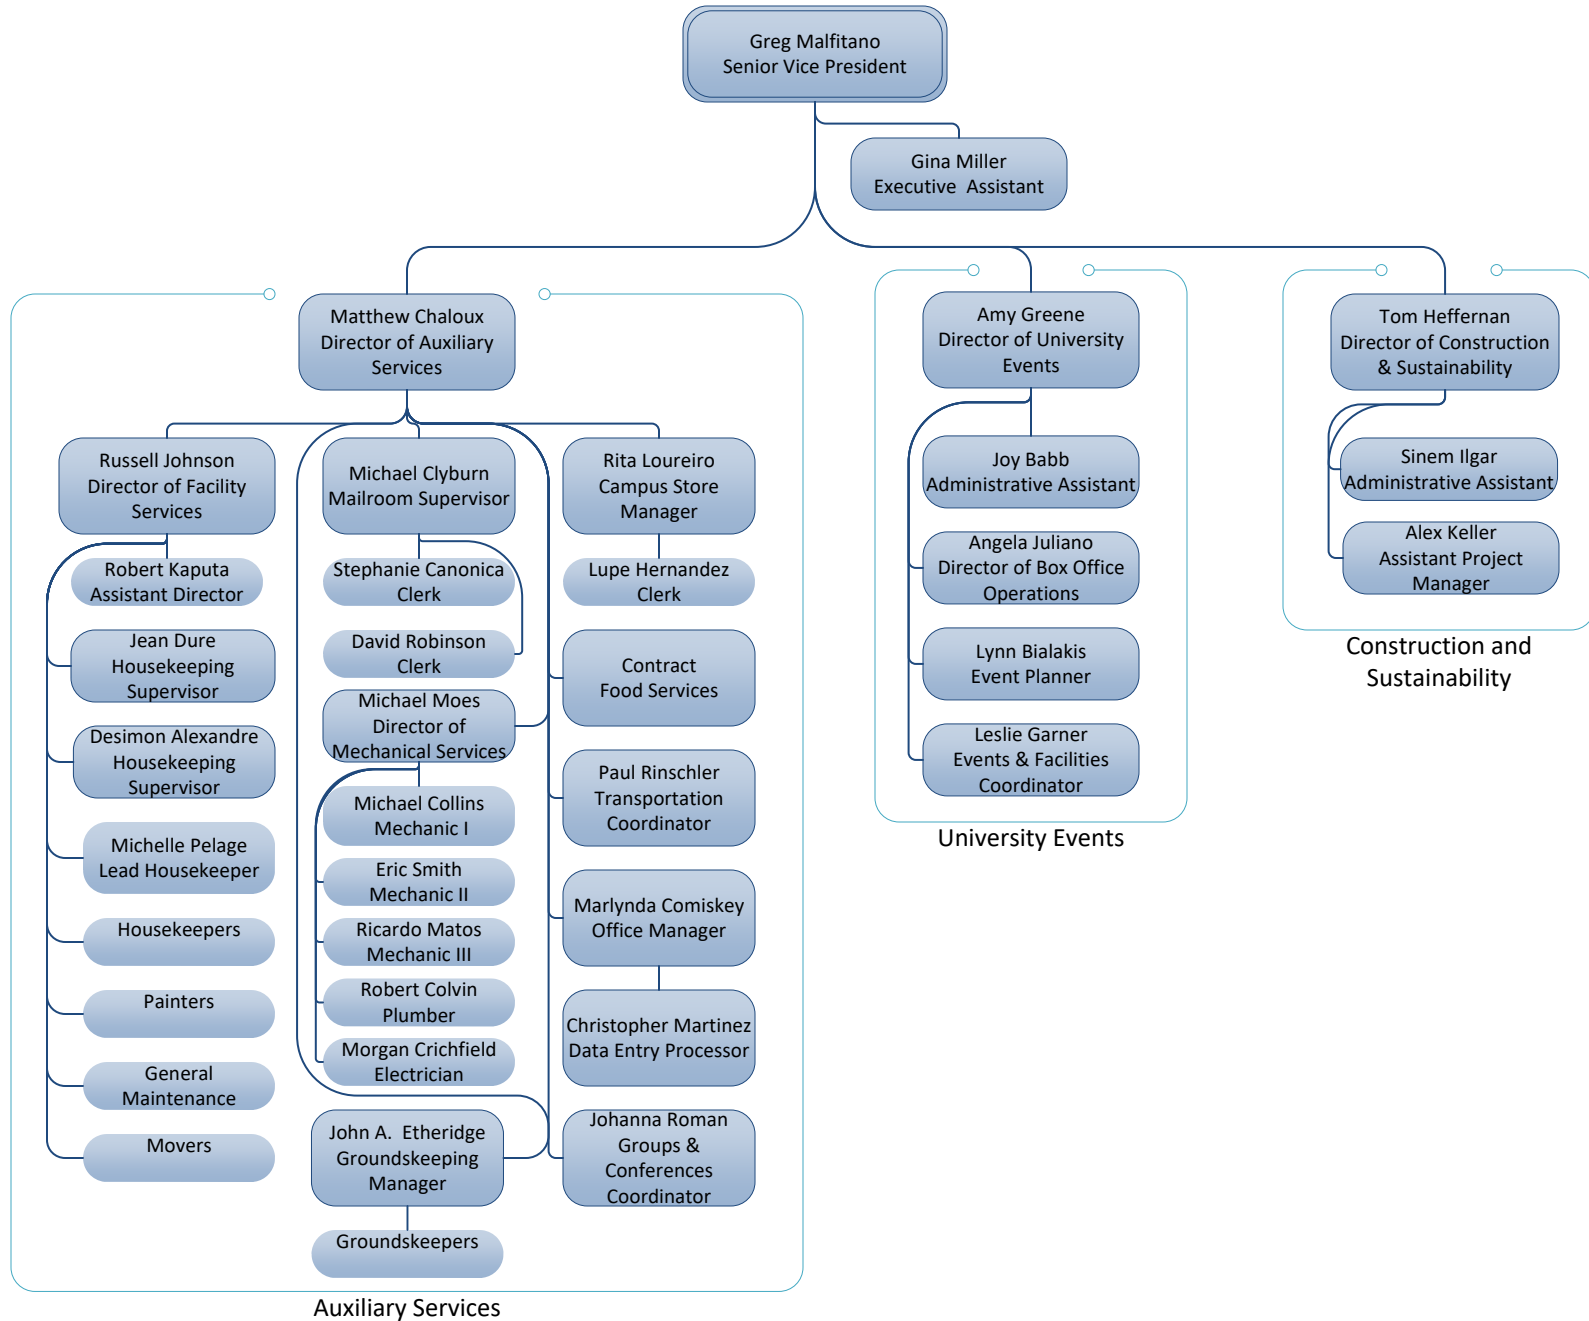 Greg Malfitano
Senior Vice President
Gina Miller
Executive  Assistant
Matthew Chaloux
Director of Auxiliary
Services
Russell Johnson
Director of Facility
Services
Robert Kaputa
Assistant Director
Jean Dure
Housekeeping
Supervisor
Desimon Alexandre
Housekeeping
Supervisor
Michelle Pelage
Lead Housekeeper
Housekeepers
Painters
General
Maintenance
Movers
Michael Clyburn
Mailroom Supervisor
Stephanie Canonica
Clerk
David Robinson
Clerk
Michael Moes
Director of
Mechanical Services
Michael Collins
Mechanic I
Eric Smith
Mechanic II
Ricardo Matos
Mechanic III
Robert Colvin
Plumber
Morgan Crichfield
Electrician
John A.  Etheridge
Groundskeeping
Manager
Groundskeepers
Rita Loureiro
Campus Store
Manager
Lupe Hernandez
Clerk
Contract
Food Services
Paul Rinschler
Transportation
Coordinator
Marlynda Comiskey
Office Manager
Christopher Martinez
Data Entry Processor
Johanna Roman
Groups &
Conferences
Coordinator
Auxiliary Services
Amy Greene
Director of University
Events
Joy Babb
Administrative Assistant
Angela Juliano
Director of Box Office
Operations
Lynn Bialakis
Event Planner
Leslie Garner
Events & Facilities
Coordinator
University Events
Tom Heffernan
Director of Construction
& Sustainability
Sinem Ilgar
Administrative Assistant
Alex Keller
Assistant Project
Manager
Construction and
Sustainability